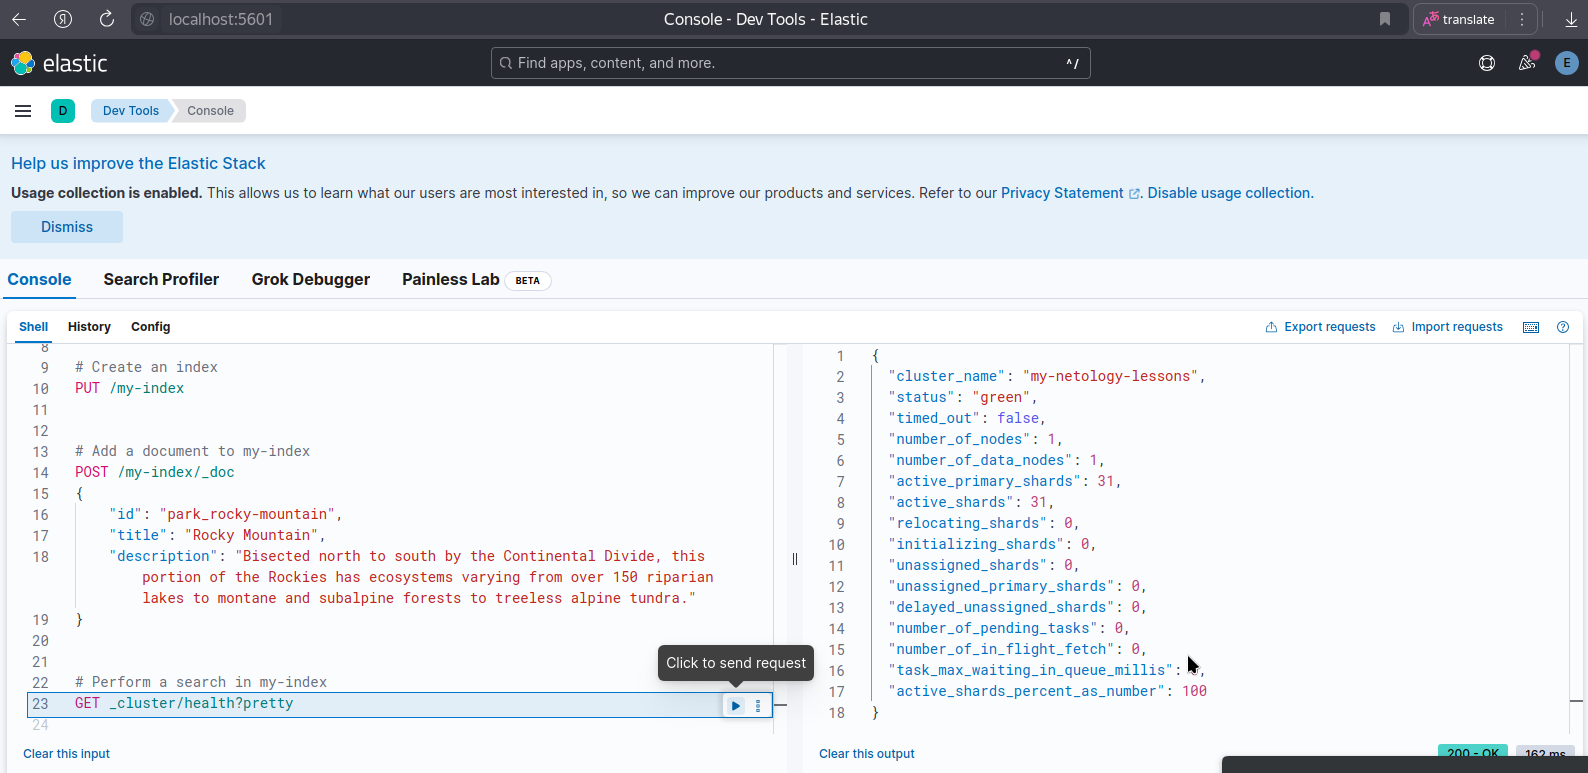 localhost:5601
Console - Dev Tools - Elastic
translate
elastic
Find apps, content, and more.
^/
E
D
Dev Tools
Console
Help us improve the Elastic Stack
Usage collection is enabled. This allows us to learn what our users are most interested in, so we can improve our products and services. Refer to our Privacy Statement. Disable usage collection.
Dismiss
Console
Search Profiler
Grok Debugger
Painless Lab
BETA
Shell
History
Config
Export requests
Import requests
8
9 # Create an index
10 PUT /my-index
11
12
13 # Add a document to my-index
14 POST /my-index/_doc
15 {
16 "id": "park_rocky-mountain",
17 "title": "Rocky Mountain",
18 "description": "Bisected north to south by the Continental Divide, this
portion of the Rockies has ecosystems varying from over 150 riparian
lakes to montane and subalpine forests to treeless alpine tundra."
19 }
20
21
Click to send request
22 # Perform a search in my-index
23 GET _cluster/health?pretty
24
Clear this input
1 {
2 "cluster_name": "my-netology-lessons",
3 "status": "green",
4 "timed_out": false,
5 "number_of_nodes": 1,
6 "number_of_data_nodes": 1,
7 "active_primary_shards": 31,
8 "active_shards": 31,
9 "relocating_shards": 0,
10 "initializing_shards": 0,
11 "unassigned_shards": 0,
12 "unassigned_primary_shards": 0,
13 "delayed_unassigned_shards": 0,
14 "number_of_pending_tasks": 0,
15 "number_of_in_flight_fetch": 0,
16 "task_max_waiting_in_queue_millis": ,
17 "active_shards_percent_as_number": 100
18 }
Clear this output
200 - OK
162 ms